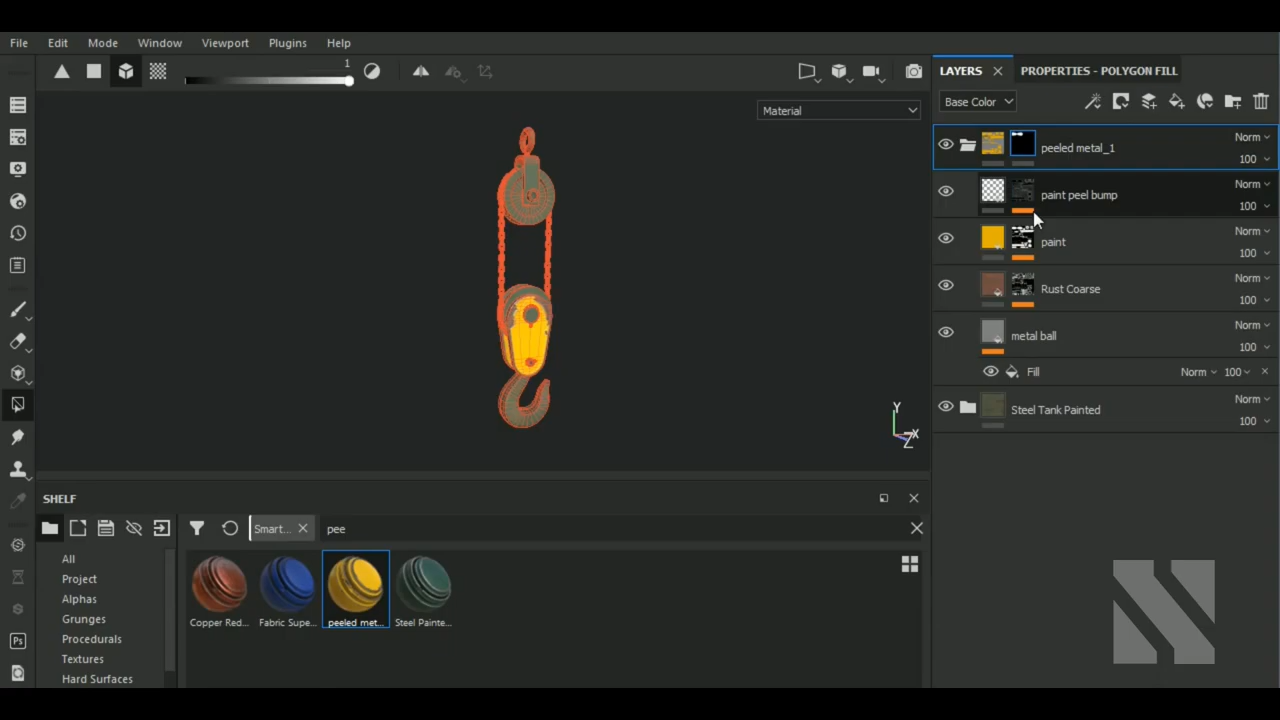 File Edit Mode Window Viewport Plugins Help
1
Material
LAYERS PROPERTIES - POLYGON FILL
Base Color
peeled metal_1 Norm 100
paint peel bump Norm 100
paint Norm 100
Rust Coarse Norm 100
metal ball Norm 100
Fill Norm 100
Steel Tank Painted Norm 100
Y
X
Z
SHELF
Smart... pee
All
Project
Alphas
Grunges
Procedurals
Textures
Hard Surfaces
Copper Red... Fabric Supe... peeled met... Steel Painte...
Ps